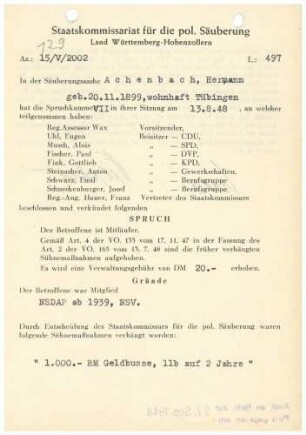 Staatskommissariat für die pol. Säuberung
Land Württemberg-Hohenzollern
129
Az.: 15/V/2002 L.: 497
In der Säuberungssache Achenbach, Hermann
geb.20.11.1899,wohnhaft Tübingen
hat die Spruchkammer VII in ihrer Sitzung am 13.8.48 , an welcher
teilgenommen haben:
Reg.Assessor Wax Vorsitzender,
Uhl, Eugen Beisitzer — CDU,
Musch, Alois „ — SPD,
Fischer, Paul „ — DVP,
Fink, Gottlieb „ — KPD,
Steinacher, Anton „ — Gewerkschaften,
Schwarz, Emil „ — Berufsgruppe
Schneckenburger, Josef „ — Berufsgruppe
Reg.-Ang. Hauer, Franz Vertreter des Staatskommissars
beschlossen und verkündet folgenden
SPRUCH
Der Betroffene ist Mitläufer.
Gemäß Art. 4 der VO. 133 vom 17. 11. 47 in der Fassung des
Art. 2 der VO. 165 vom 13. 7. 48 sind die früher verhängten
Sühnemaßnahmen aufgehoben.
Es wird eine Verwaltungsgebühr von DM 20.- erhoben.
Gründe
Der Betroffene war Mitglied
NSDAP ab 1939, NSV.
Durch Entscheidung des Staatskommissars für die pol. Säuberung waren
folgende Sühnemaßnahmen verhängt worden:
" 1.000.- RM Geldbusse, 11b auf 2 Jahre "